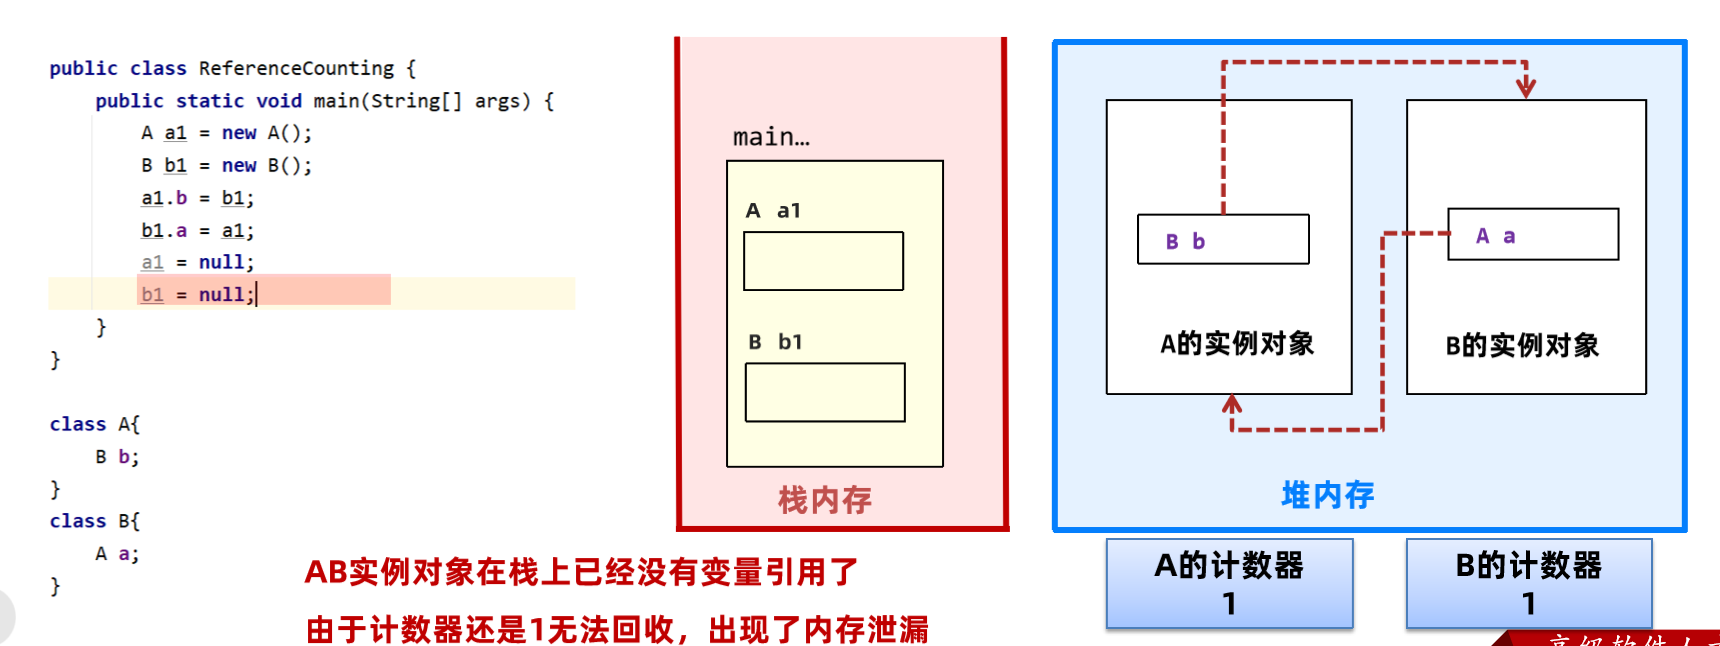 public class ReferenceCounting {
public static void main(String[] args) {
A a1 = new A();
B b1 = new B();
a1.b = b1;
b1.a = a1;
a1 = null;
b1 = null;
}
}
class A{
B b;
}
class B{
A a;
}
main…
A a1
B b1
栈内存
B b
A的实例对象
A a
B的实例对象
堆内存
A的计数器
1
B的计数器
1
AB实例对象在栈上已经没有变量引用了
由于计数器还是1无法回收，出现了内存泄漏